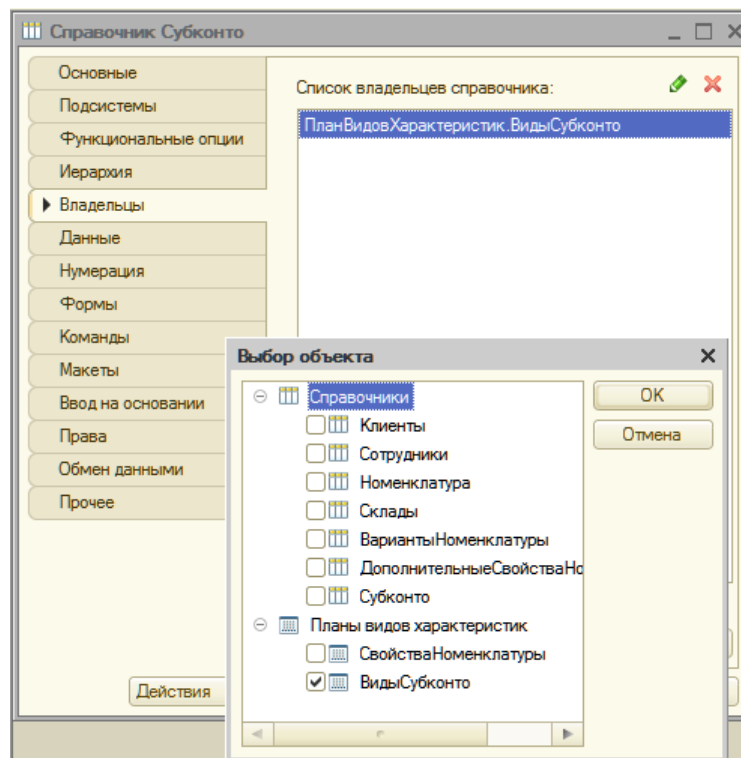 Справочник Субконто
Основные
Подсистемы
Функциональные опции
Иерархия
Владельцы
Данные
Нумерация
Формы
Команды
Макеты
Ввод на основании
Права
Обмен данными
Прочее
Список владельцев справочника:
ПланВидовХарактеристик.ВидыСубконто
Действия
Выбор объекта
Справочники
Клиенты
Сотрудники
Номенклатура
Склады
ВариантыНоменклатуры
ДополнительныеСвойстваНо
Субконто
Планы видов характеристик
СвойстваНоменклатуры
ВидыСубконто
OK
Отмена